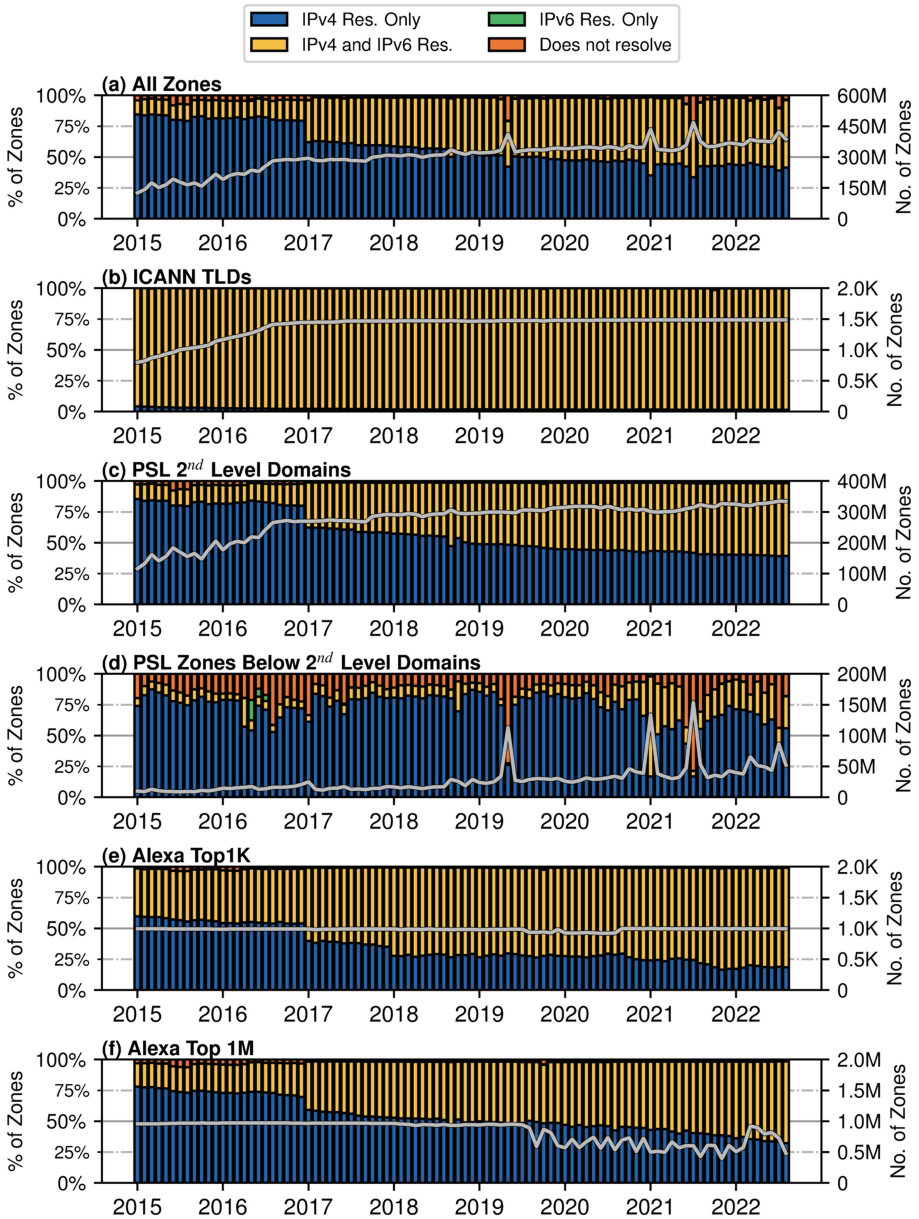 IPv4 Res. Only IPv6 Res. Only
IPv4 and IPv6 Res. Does not resolve
(a) All Zones
100% 600M
75% 450M
50% 300M
25% 150M
0% 0
% of Zones
No. of Zones
2015 2016 2017 2018 2019 2020 2021 2022
(b) ICANN TLDs
100% 2.0K
75% 1.5K
50% 1.0K
25% 0.5K
0% 0
% of Zones
No. of Zones
2015 2016 2017 2018 2019 2020 2021 2022
(c) PSL 2nd Level Domains
100% 400M
75% 300M
50% 200M
25% 100M
0% 0
% of Zones
No. of Zones
2015 2016 2017 2018 2019 2020 2021 2022
(d) PSL Zones Below 2nd Level Domains
100% 200M
75% 150M
50% 100M
25% 50M
0% 0
% of Zones
No. of Zones
2015 2016 2017 2018 2019 2020 2021 2022
(e) Alexa Top1K
100% 2.0K
75% 1.5K
50% 1.0K
25% 0.5K
0% 0
% of Zones
No. of Zones
2015 2016 2017 2018 2019 2020 2021 2022
(f) Alexa Top 1M
100% 2.0M
75% 1.5M
50% 1.0M
25% 0.5M
0% 0
% of Zones
No. of Zones
2015 2016 2017 2018 2019 2020 2021 2022